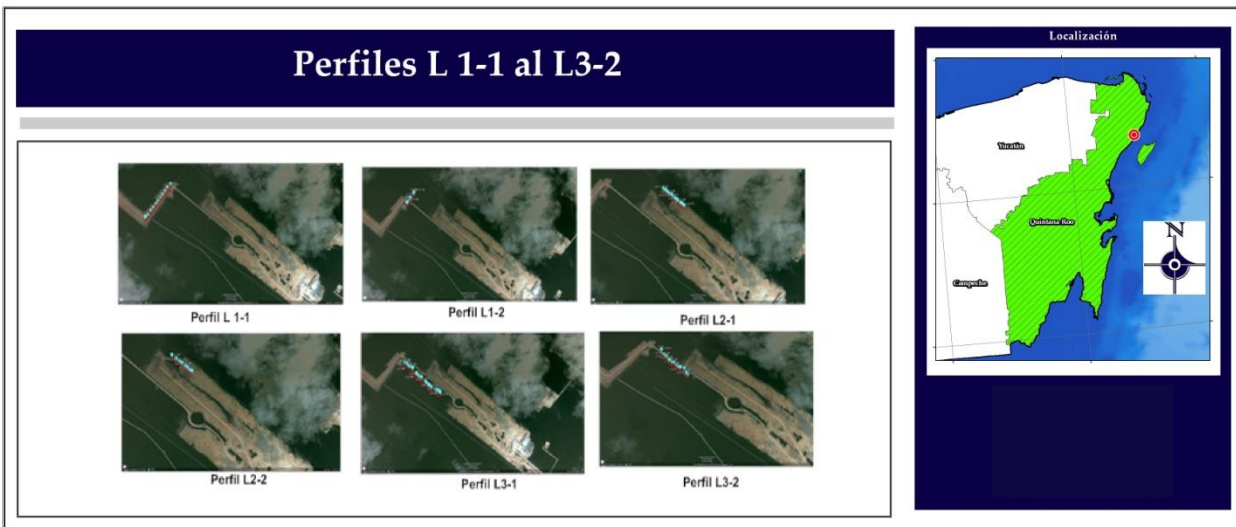 Perfiles L 1-1 al L3-2
Perfil L 1-1
Perfil L1-2
Perfil L2-1
Perfil L2-2
Perfil L3-1
Perfil L3-2
Localización
Yucatán
Quintana Roo
Campeche
N